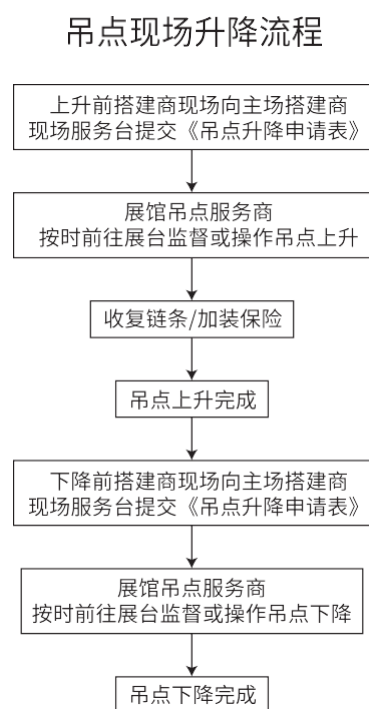 吊点现场升降流程
上升前搭建商现场向主场搭建商
现场服务台提交《吊点升降申请表》
展馆吊点服务商
按时前往展台监督或操作吊点上升
收复链条/加装保险
吊点上升完成
下降前搭建商现场向主场搭建商
现场服务台提交《吊点升降申请表》
展馆吊点服务商
按时前往展台监督或操作吊点下降
吊点下降完成